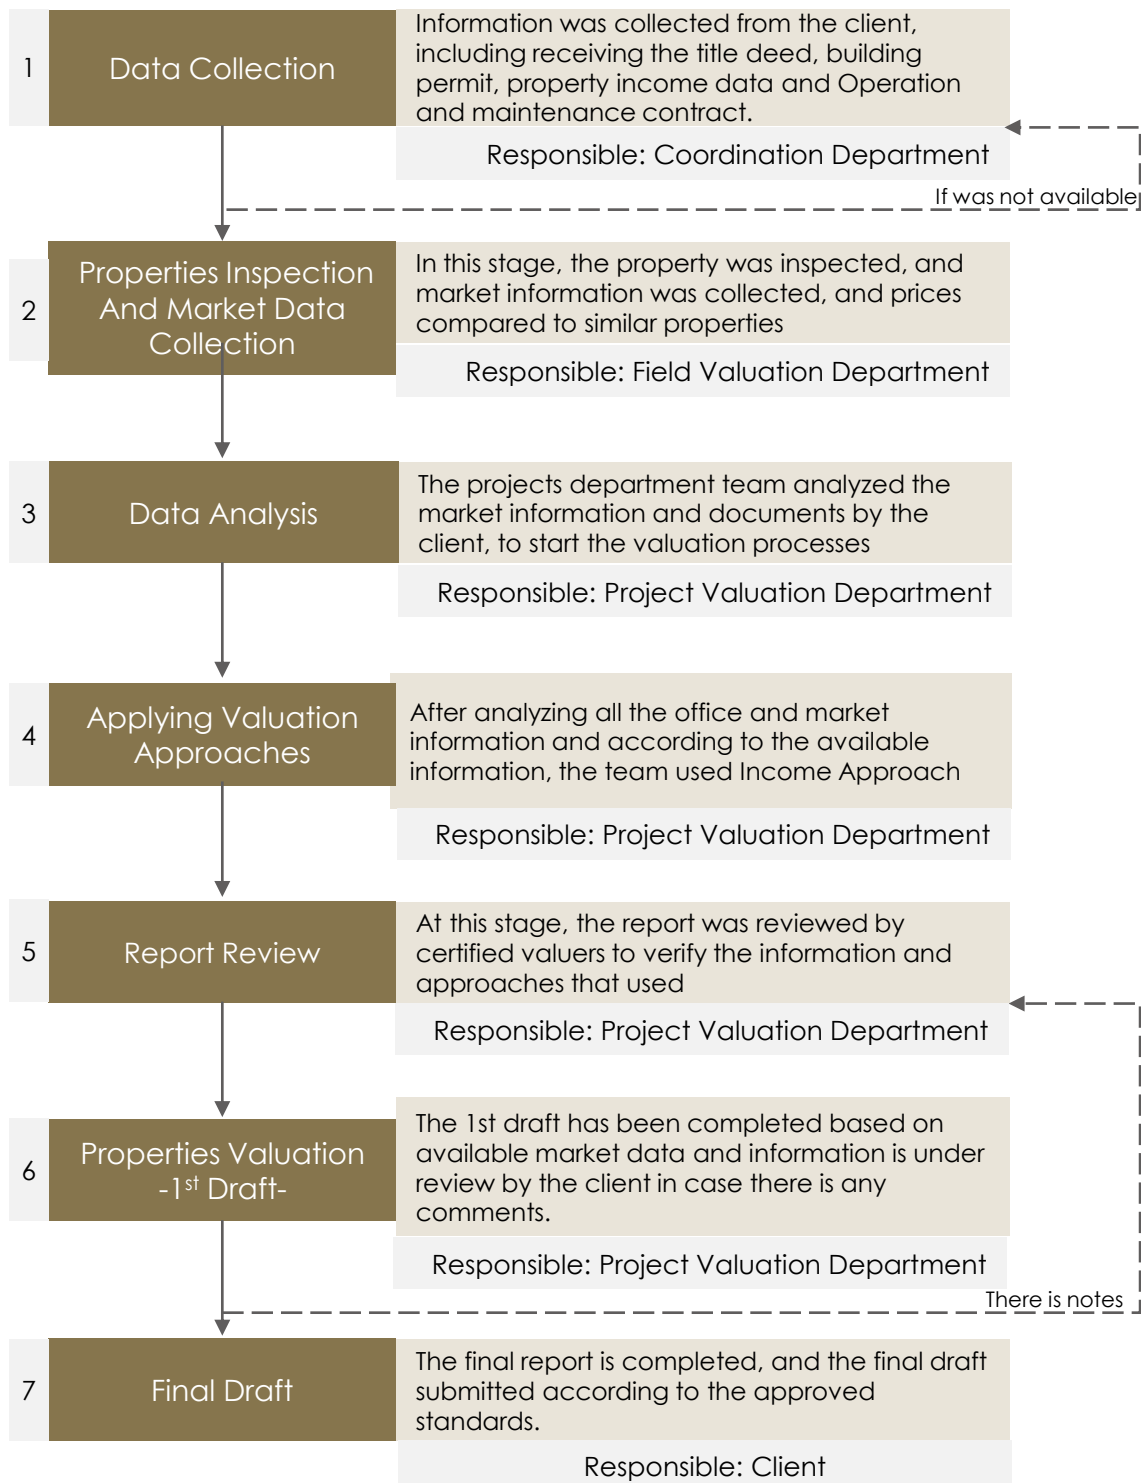 1
Data Collection
Information was collected from the client,
including receiving the title deed, building
permit, property income data and Operation
and maintenance contract.
Responsible: Coordination Department
If was not available
2
Properties Inspection
And Market Data
Collection
In this stage, the property was inspected, and
market information was collected, and prices
compared to similar properties
Responsible: Field Valuation Department
3
Data Analysis
The projects department team analyzed the
market information and documents by the
client, to start the valuation processes
Responsible: Project Valuation Department
4
Applying Valuation
Approaches
After analyzing all the office and market
information and according to the available
information, the team used Income Approach
Responsible: Project Valuation Department
5
Report Review
At this stage, the report was reviewed by
certified valuers to verify the information and
approaches that used
Responsible: Project Valuation Department
6
Properties Valuation
-1st Draft-
The 1st draft has been completed based on
available market data and information is under
review by the client in case there is any
comments.
Responsible: Project Valuation Department
There is notes
7
Final Draft
The final report is completed, and the final draft
submitted according to the approved
standards.
Responsible: Client